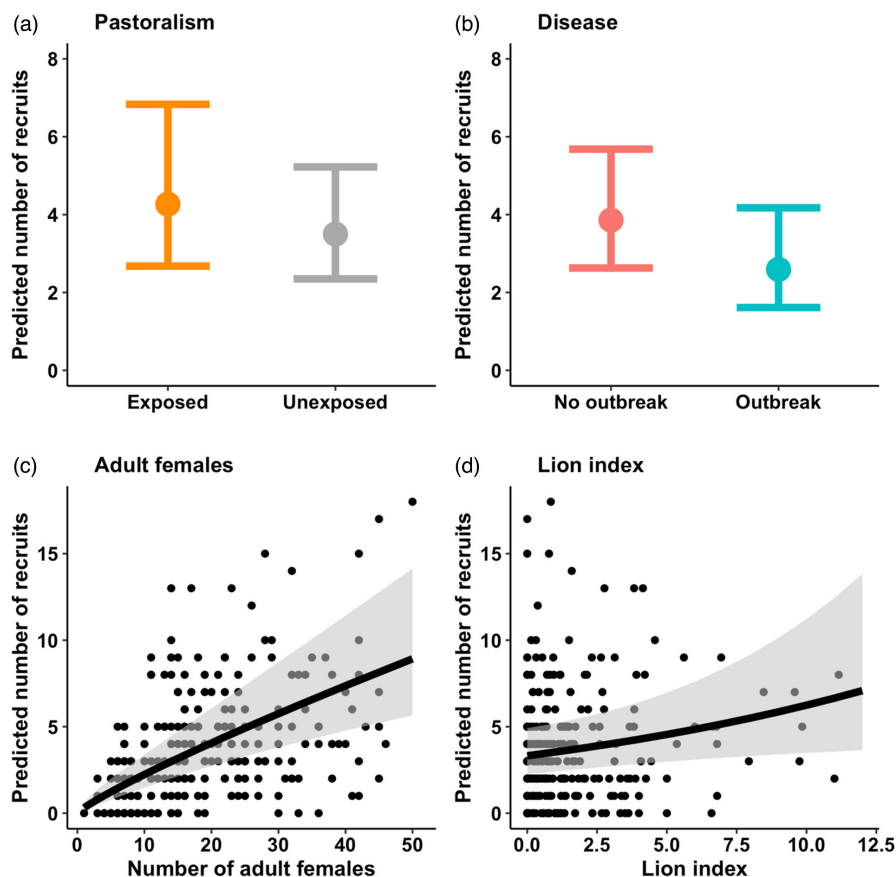 (a) Pastoralism
Predicted number of recruits
8
6
4
2
0
Exposed Unexposed
(b) Disease
Predicted number of recruits
8
6
4
2
0
No outbreak Outbreak
(c) Adult females
Predicted number of recruits
15
10
5
0
0 10 20 30 40 50
Number of adult females
(d) Lion index
Predicted number of recruits
15
10
5
0
0 2.5 5.0 7.5 10.0 12.5
Lion index